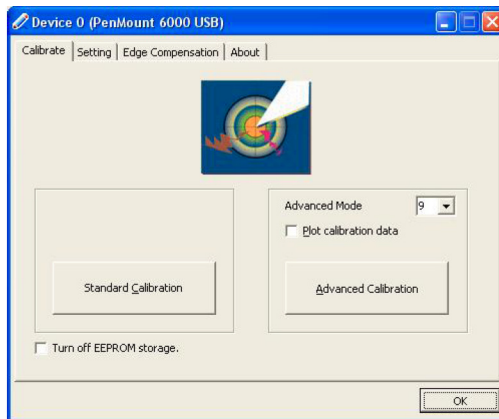 Device 0 (PenMount 6000 USB)
Calibrate Setting Edge Compensation About
Advanced Mode 9
Plot calibration data
Standard Calibration
Advanced Calibration
Turn off EEPROM storage.
OK